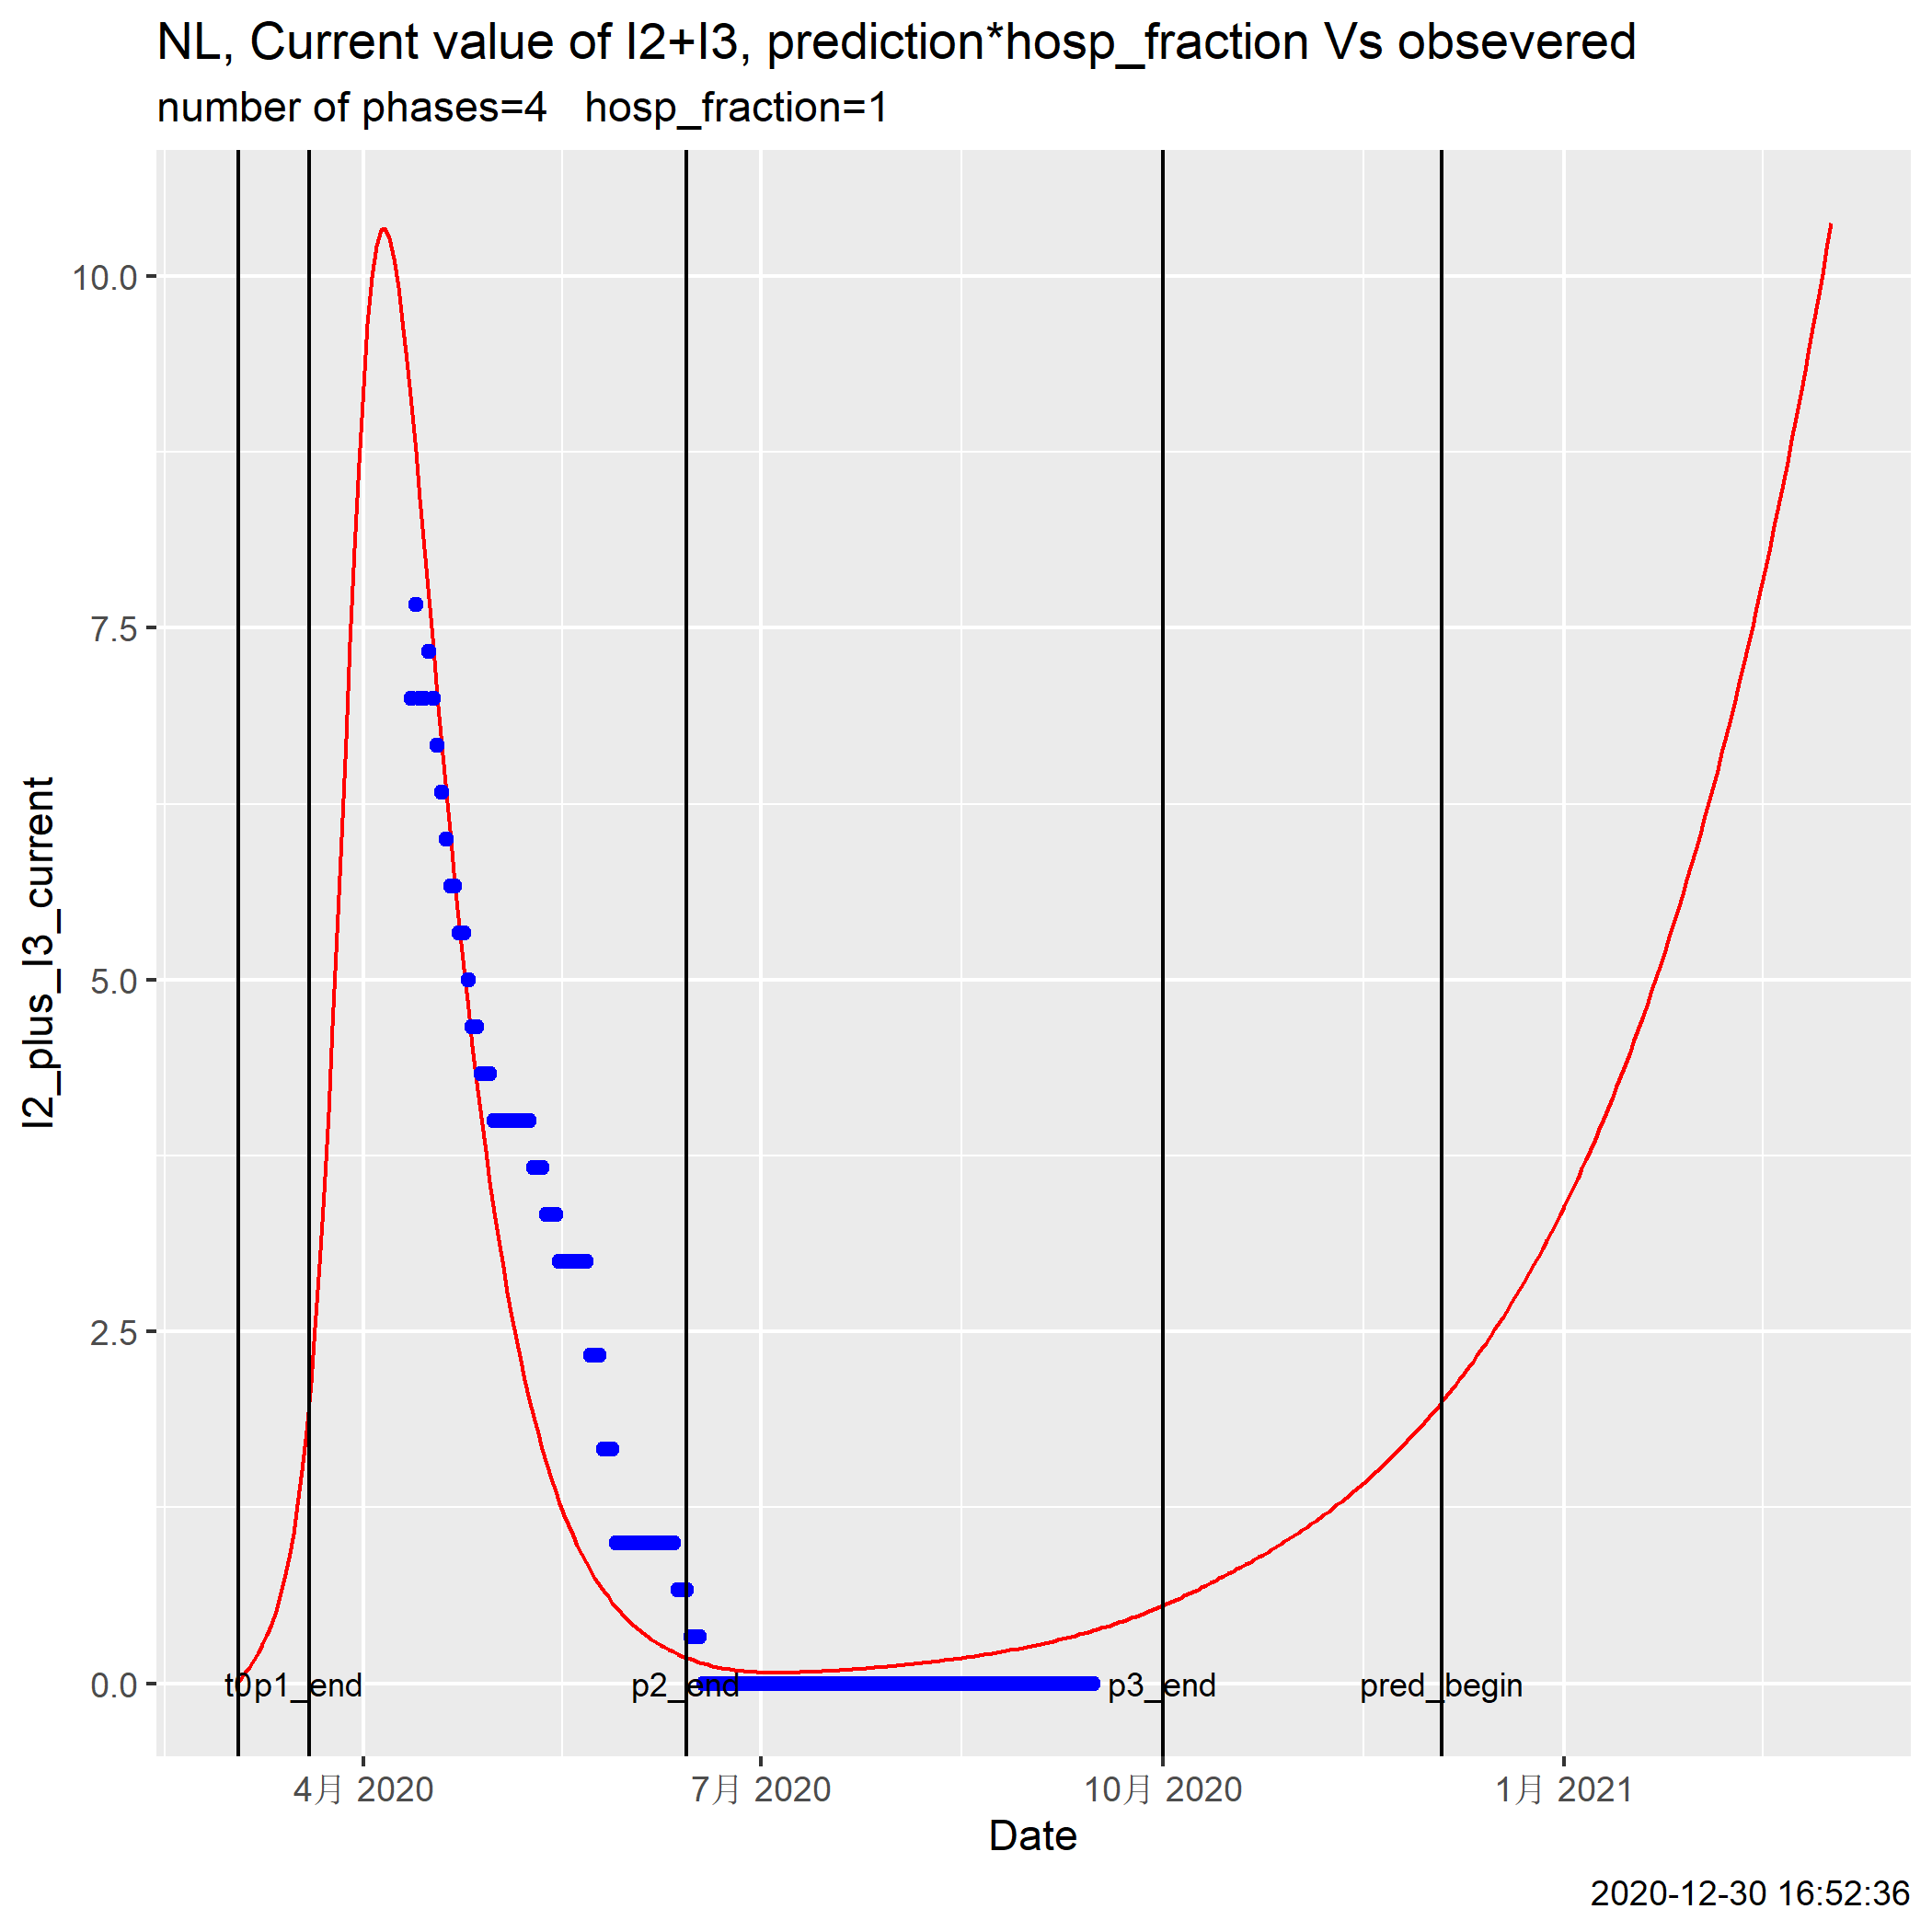 NL, Current value of I2+I3, prediction*hosp_fraction Vs obsevered
number of phases=4 hosp_fraction=1
I2_plus_I3_current
10.0
7.5
5.0
2.5
0.0
t0 p1_end p2_end p3_end pred_begin
4月 2020 7月 2020 10月 2020 1月 2021
Date
2020-12-30 16:52:36